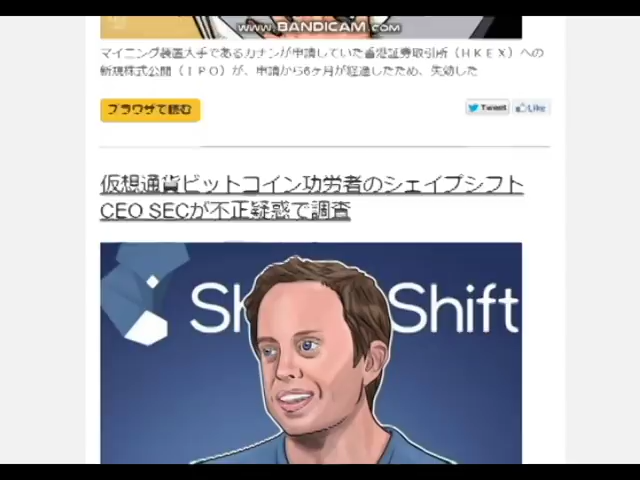 www.BANDICAM.com
マイニング装置大手であるカナンが申請していた香港証券取引所（ＨＫＥＸ）への
新規株式公開（ＩＰＯ）が、申請から6ヶ月が経過したため、失効した
ブラウザで読む
Tweet
Like
仮想通貨ビットコイン功労者のシェイプシフト
CEO SECが不正疑惑で調査
Sh Shift